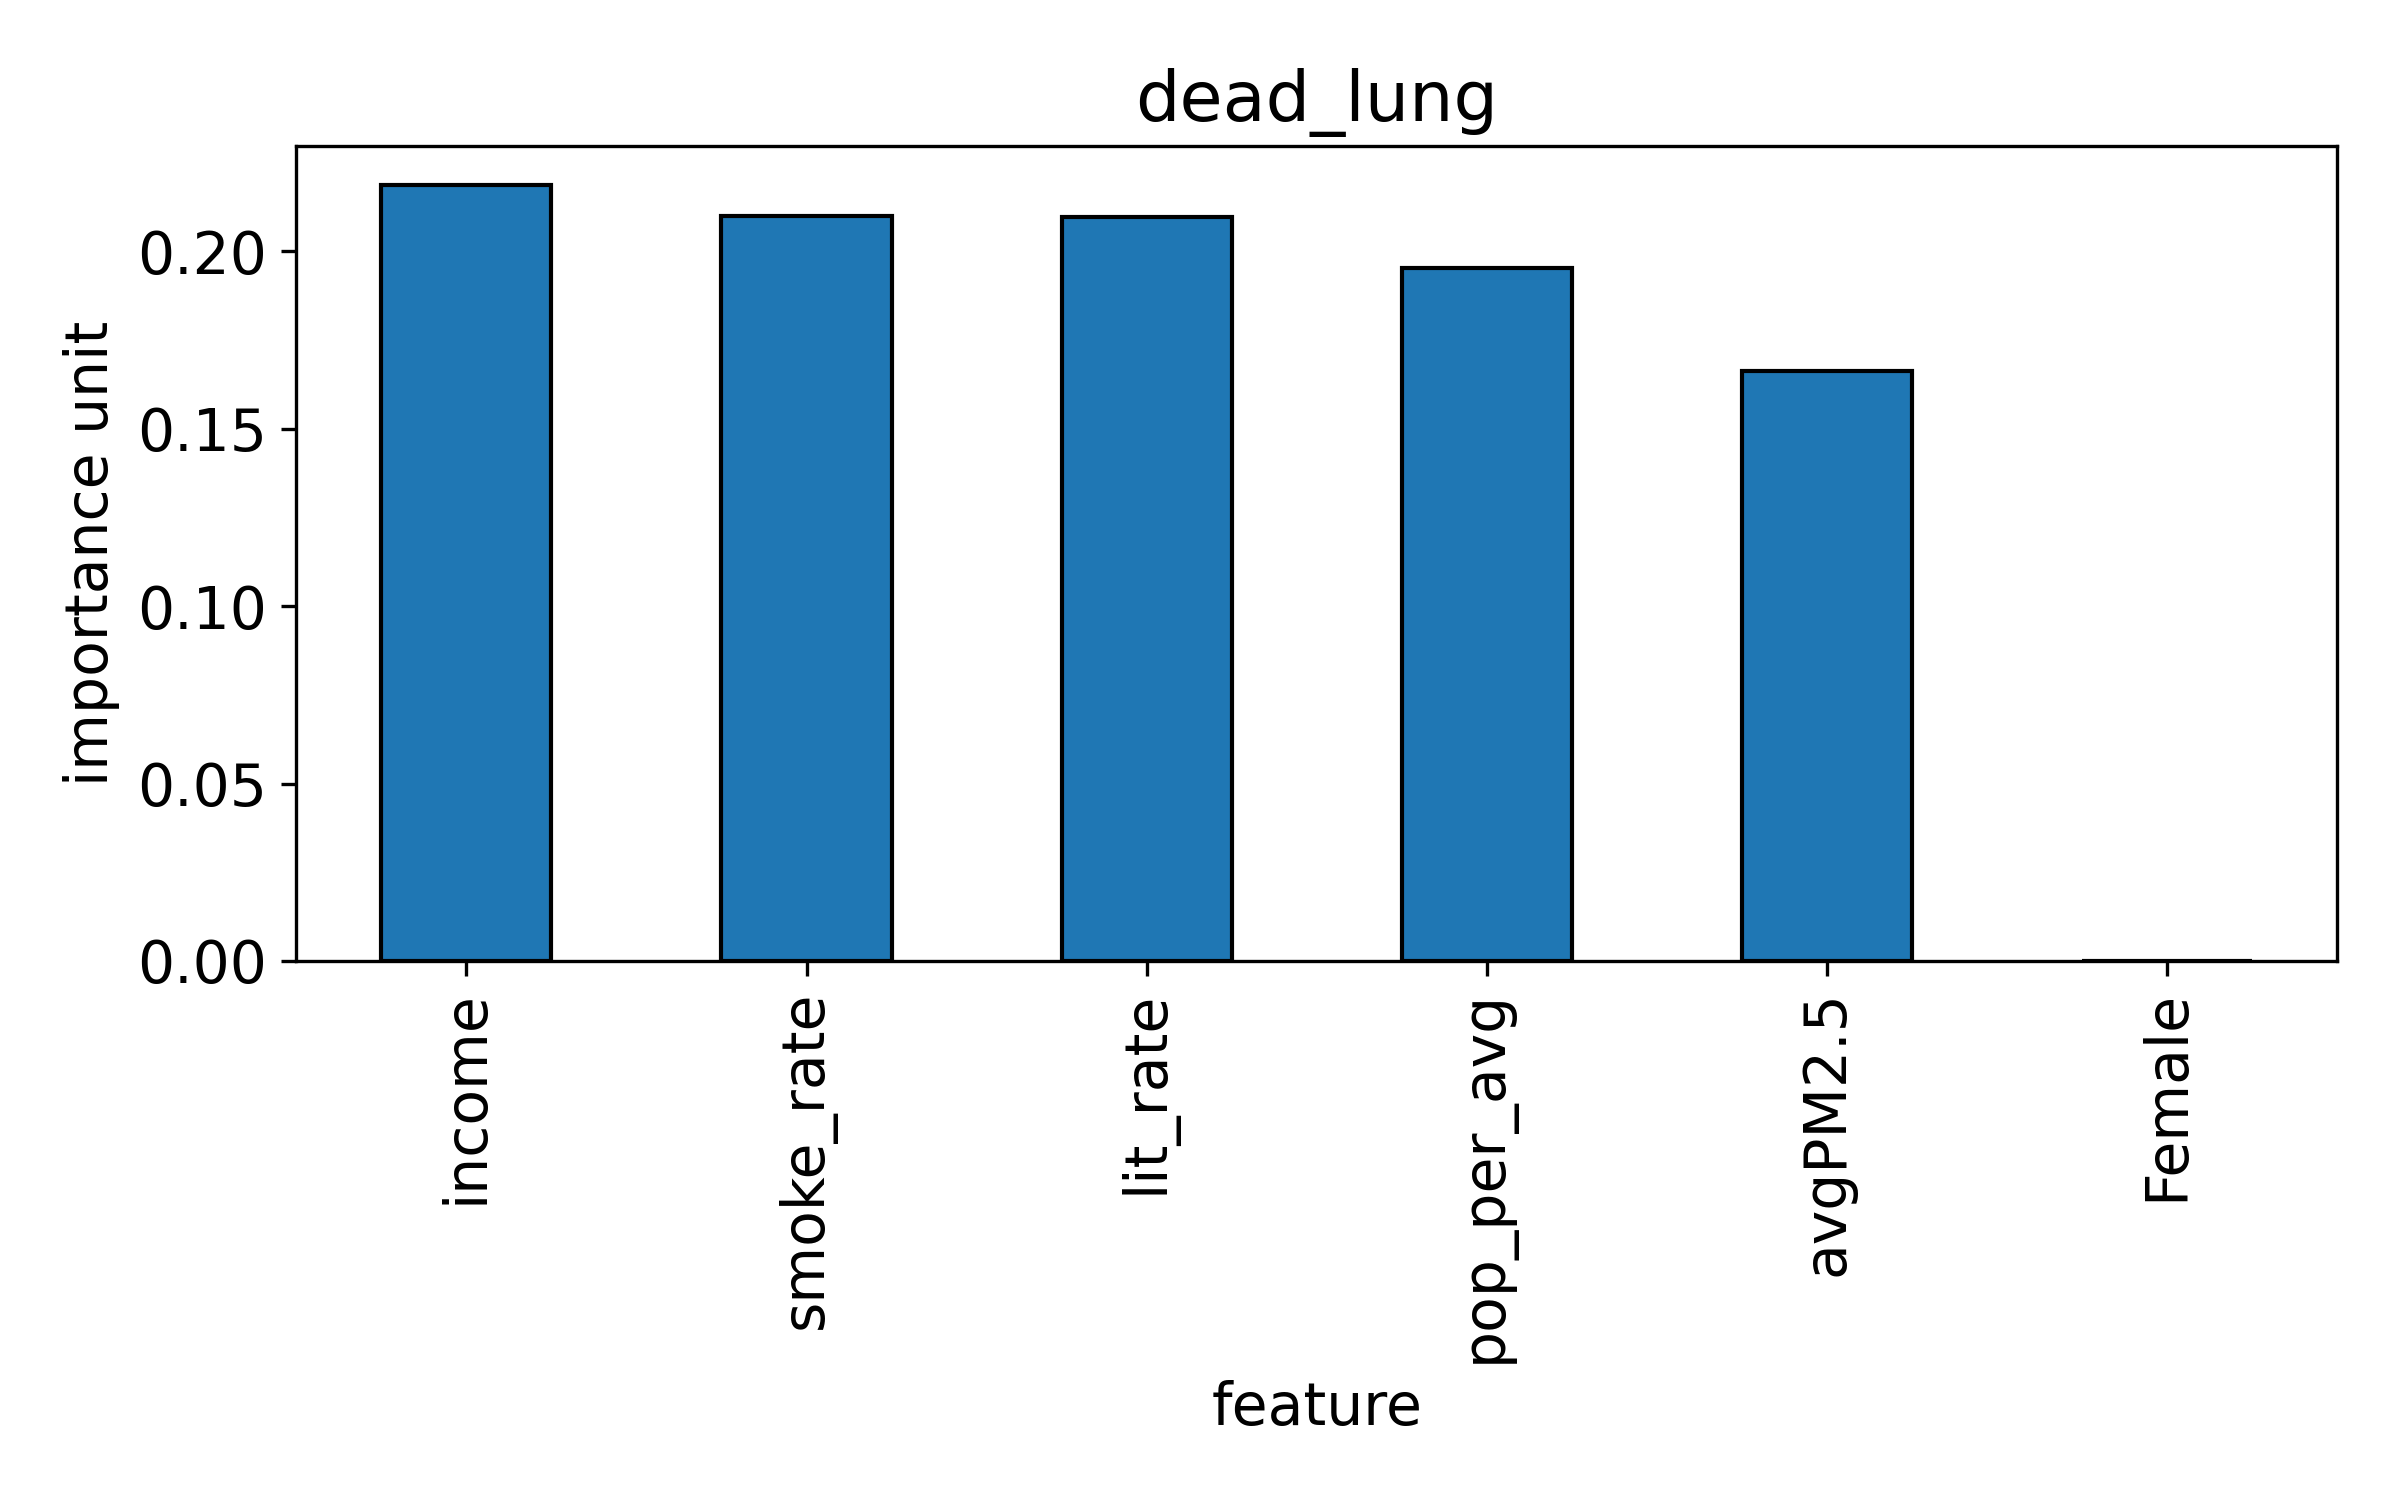 dead_lung
importance unit
0.20
0.15
0.10
0.05
0.00
income
smoke_rate
lit_rate
pop_per_avg
avgPM2.5
Female
feature